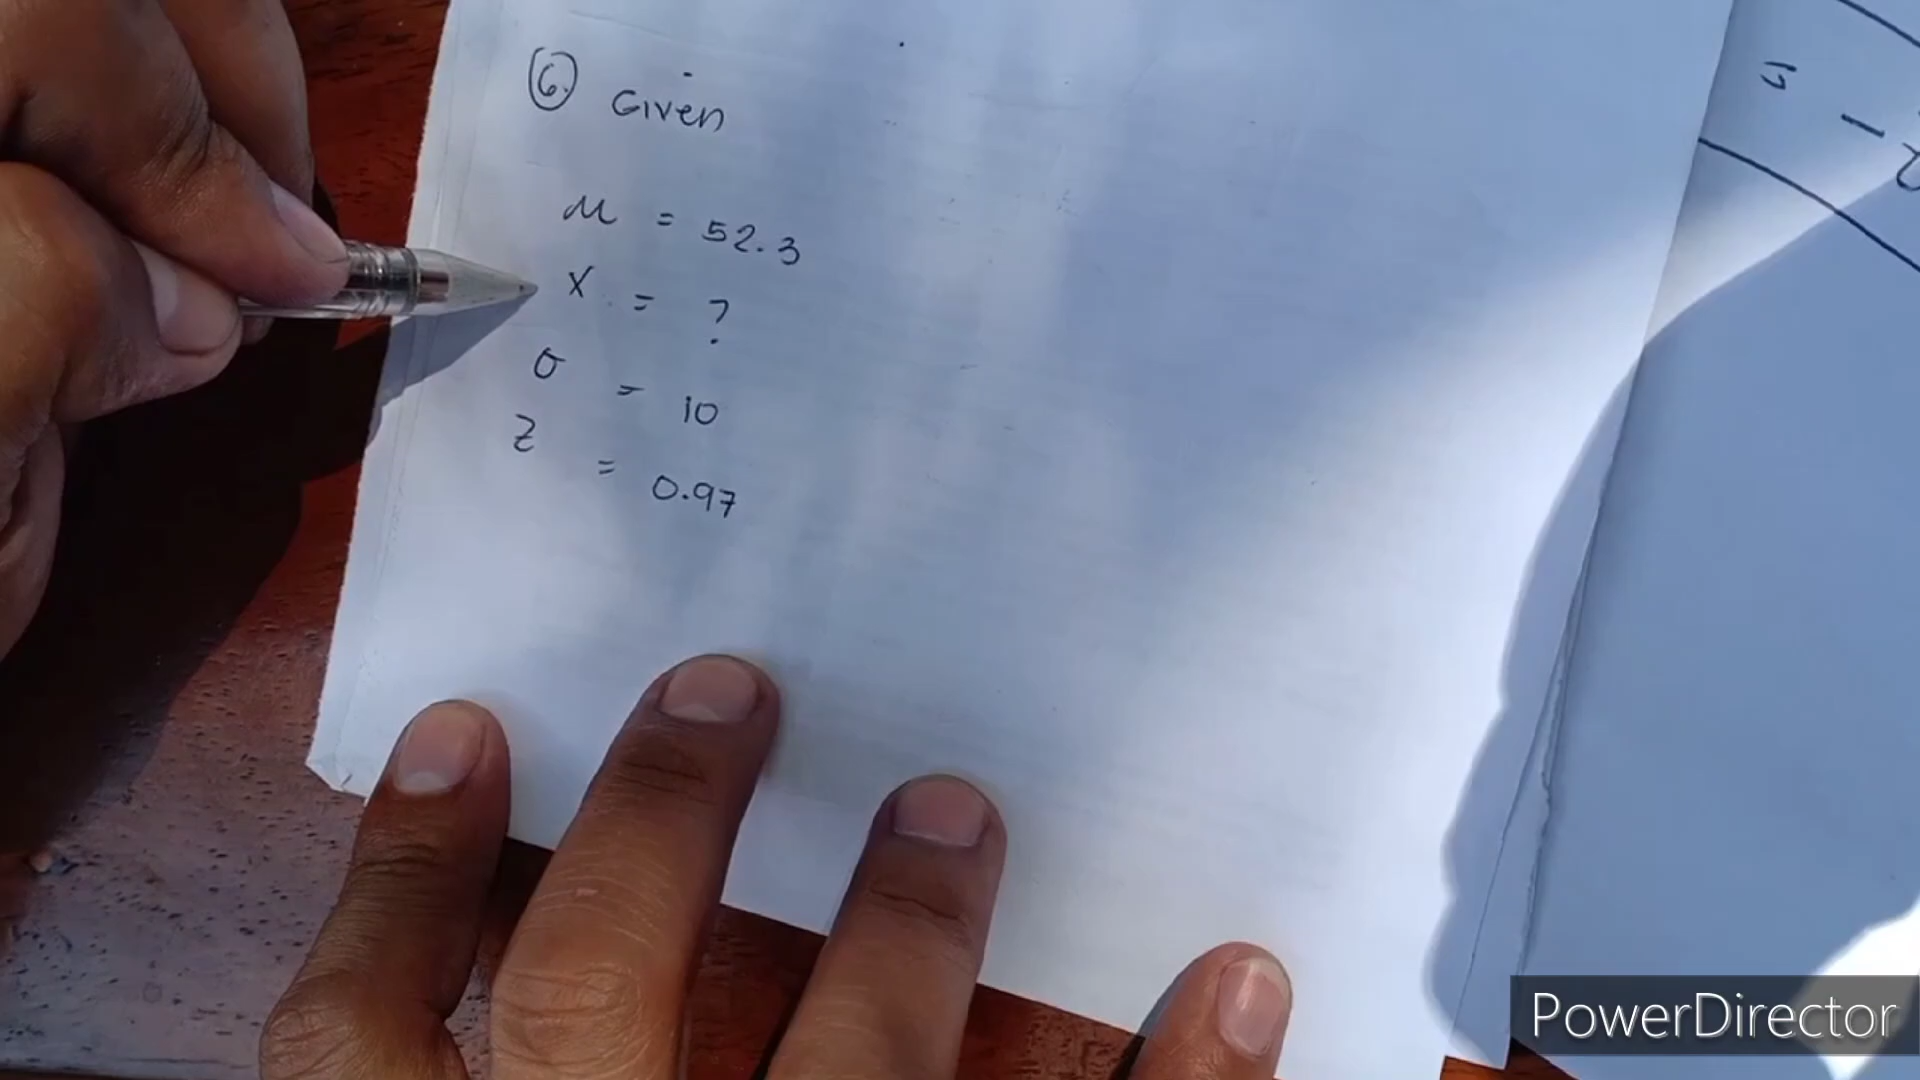 6. Given
M = 52.3
X = ?
σ = 10
Z = 0.97
PowerDirector